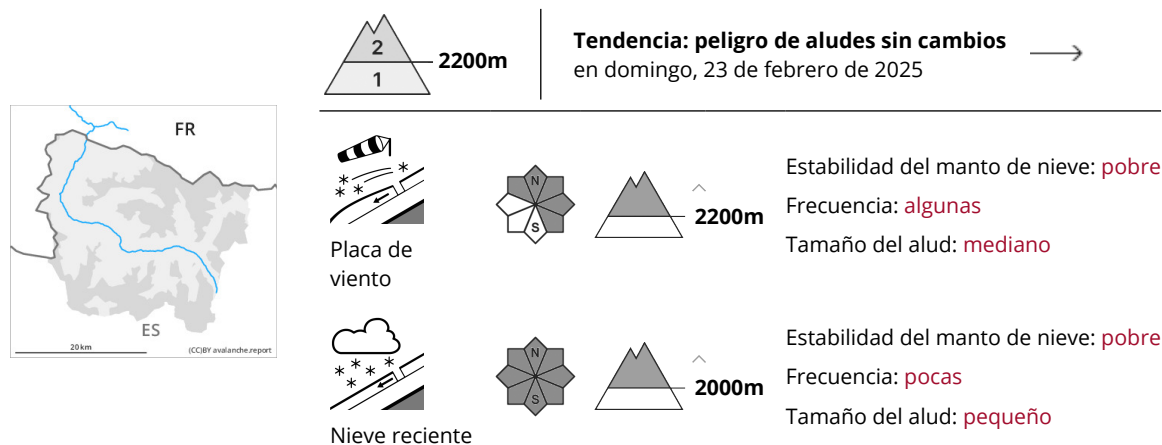 2
1
2200m
Tendencia: peligro de aludes sin cambios
en domingo, 23 de febrero de 2025
FR
ES
20 km
(CC)BY avalanche.report
Placa de
viento
N
S
2200m
Estabilidad del manto de nieve: pobre
Frecuencia: algunas
Tamaño del alud: mediano
Nieve reciente
N
S
2000m
Estabilidad del manto de nieve: pobre
Frecuencia: pocas
Tamaño del alud: pequeño